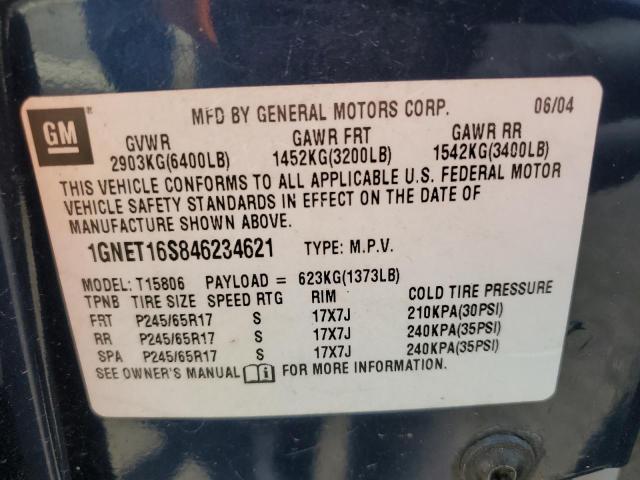 GM
MFD BY GENERAL MOTORS CORP. 06/04
GVWR GAWR FRT GAWR RR
2903KG(6400LB) 1452KG(3200LB) 1542KG(3400LB)
THIS VEHICLE CONFORMS TO ALL APPLICABLE U.S. FEDERAL MOTOR
VEHICLE SAFETY STANDARDS IN EFFECT ON THE DATE OF
MANUFACTURE SHOWN ABOVE.
1GNET16S846234621 TYPE: M.P.V.
MODEL: T15806 PAYLOAD = 623KG(1373LB)
TPNB TIRE SIZE SPEED RTG RIM COLD TIRE PRESSURE
FRT P245/65R17 S 17X7J 210KPA(30PSI)
RR P245/65R17 S 17X7J 240KPA(35PSI)
SPA P245/65R17 S 17X7J 240KPA(35PSI)
SEE OWNER'S MANUAL FOR MORE INFORMATION.